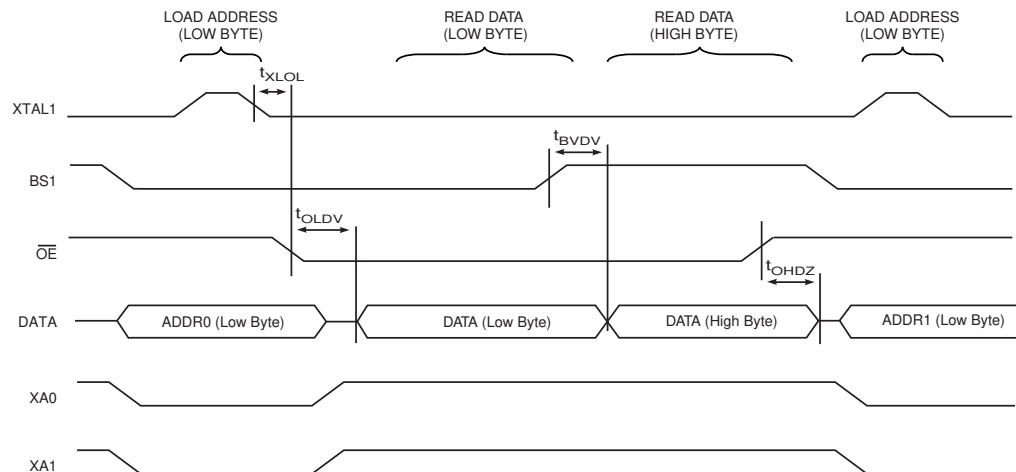 LOAD ADDRESS
(LOW BYTE)
READ DATA
(LOW BYTE)
READ DATA
(HIGH BYTE)
LOAD ADDRESS
(LOW BYTE)
tXLOL
XTAL1
tBVDV
BS1
tOLDV
OE
tOHDZ
DATA
ADDR0 (Low Byte)
DATA (Low Byte)
DATA (High Byte)
ADDR1 (Low Byte)
XA0
XA1